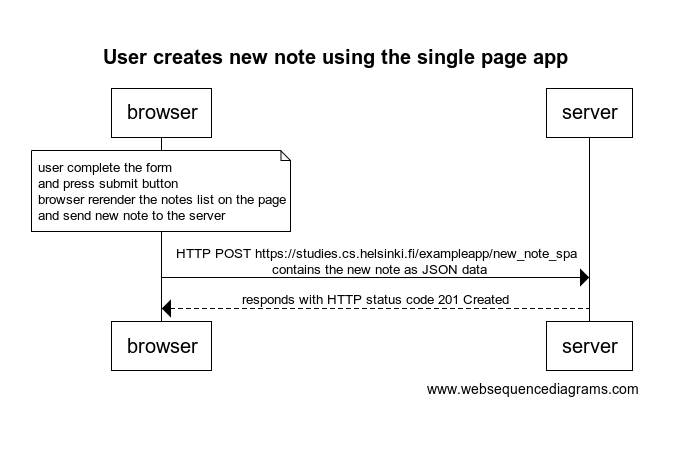 User creates new note using the single page app
browser
server
user complete the form
and press submit button
browser rerender the notes list on the page
and send new note to the server
HTTP POST https://studies.cs.helsinki.fi/exampleapp/new_note_spa
contains the new note as JSON data
responds with HTTP status code 201 Created
browser
server
www.websequencediagrams.com